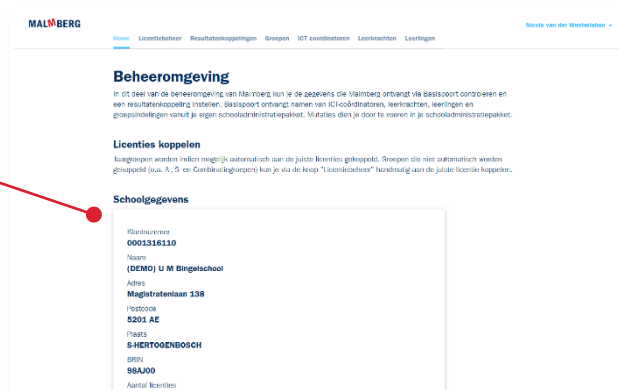 MALMBERG
Nicole van der Westerlaken
Home Licentiebeheer Resultatenkoppelingen Groepen ICT coordinatoren Leerkrachten Leerlingen
Beheeromgeving
In dit deel van de beheeromgeving van Malmberg kun je de gegevens die Malmberg ontvangt via Basispoort controleren en
een resultatenkoppeling instellen. Basispoort ontvangt namen van ICT-coördinatoren, leerkrachten, leerlingen en
groepsindelingen vanuit je eigen schooladministratiepakket. Mutaties dien je door te voeren in je schooladministratiepakket.
Licenties koppelen
Jaargroepen worden indien mogelijk automatisch aan de juiste licenties gekoppeld. Groepen die niet automatisch worden
gekoppeld (o.a. A-, S- en Combinatiegroepen) kun je via de knop "Licentiebeheer" handmatig aan de juiste licentie koppelen.
Schoolgegevens
Klantnummer
0001316110
Naam
(DEMO) U M Bingelschool
Adres
Magistratenlaan 138
Postcode
5201 AE
Plaats
S-HERTOGENBOSCH
BRIN
98AJ00
Aantal licenties